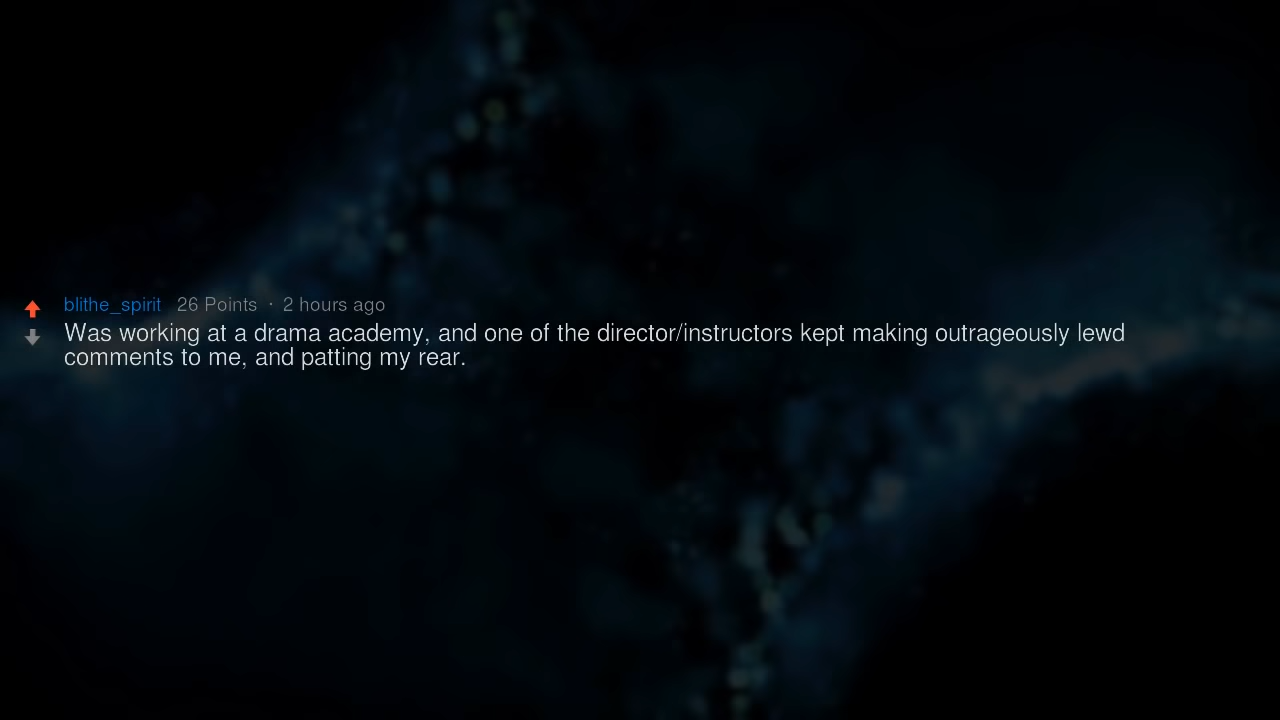 blithe_spirit 26 Points · 2 hours ago
Was working at a drama academy, and one of the director/instructors kept making outrageously lewd
comments to me, and patting my rear.